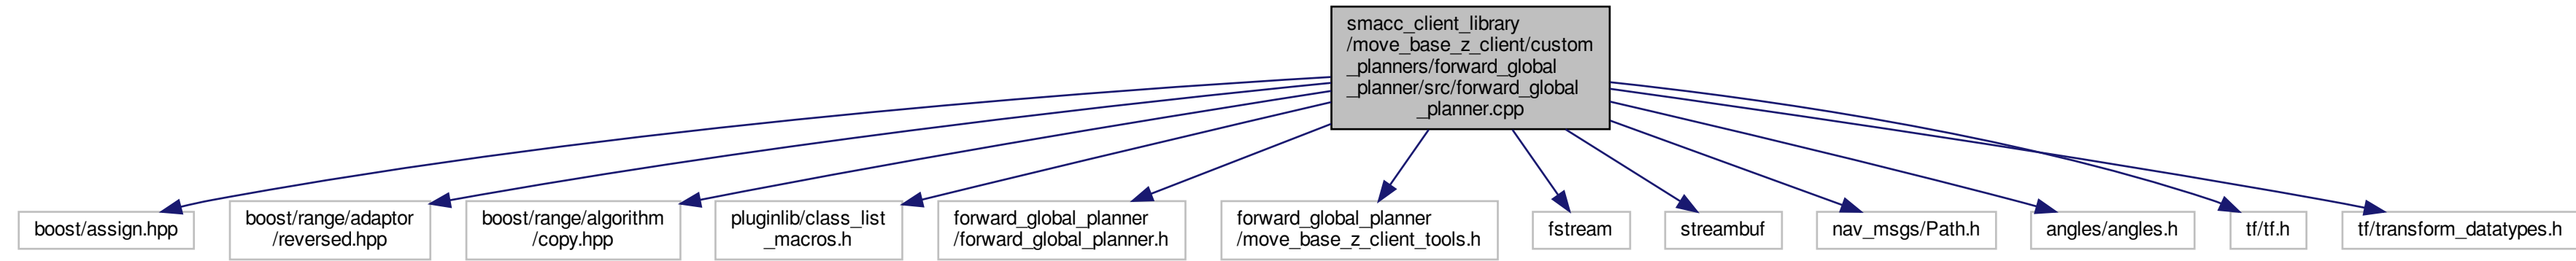 smacc_client_library
/move_base_z_client/custom
_planners/forward_global
_planner/src/forward_global
_planner.cpp
boost/assign.hpp
boost/range/adaptor
/reversed.hpp
boost/range/algorithm
/copy.hpp
pluginlib/class_list
_macros.h
forward_global_planner
/forward_global_planner.h
forward_global_planner
/move_base_z_client_tools.h
fstream
streambuf
nav_msgs/Path.h
angles/angles.h
tf/tf.h
tf/transform_datatypes.h